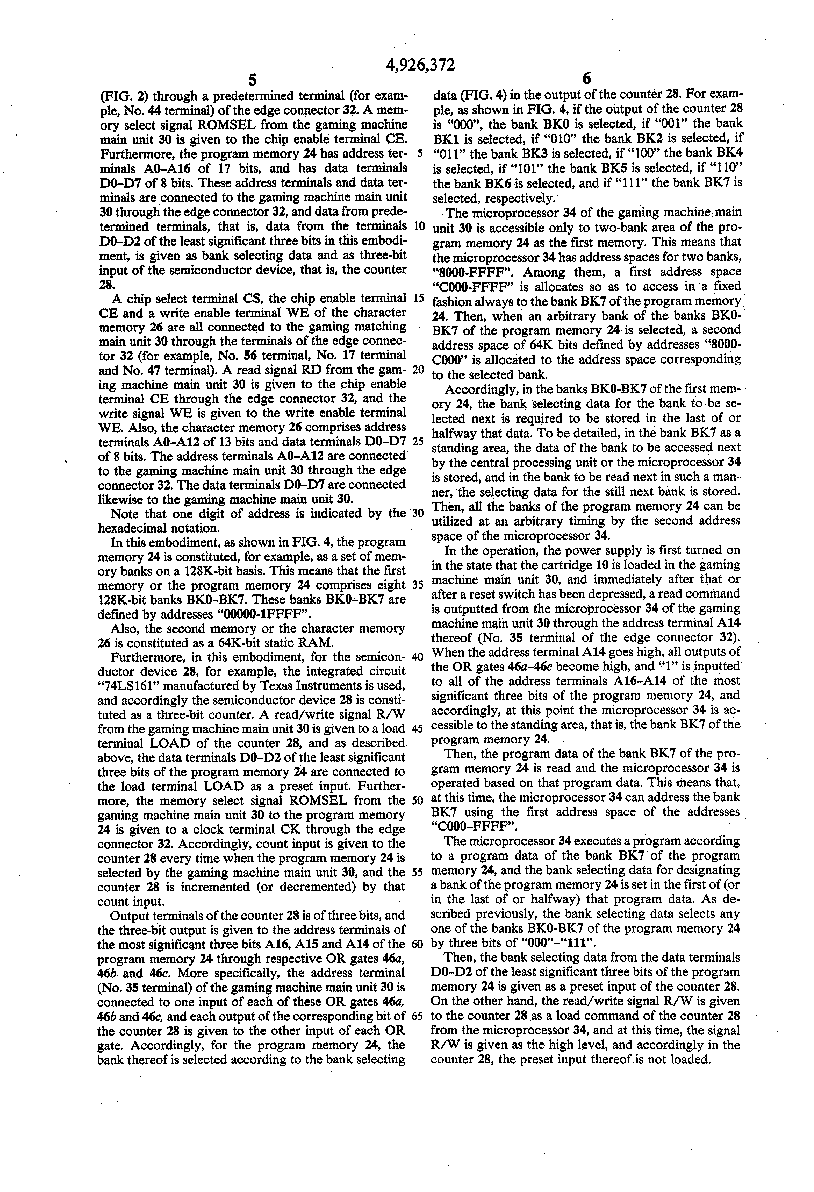 4,926,372
5
(FIG. 2) through a predetermined terminal (for exam-
ple, No. 44 terminal) of the edge connector 32. A mem-
ory select signal ROMSEL from the gaming machine
main unit 30 is given to the chip enable terminal CE.
Furthermore, the program memory 24 has address ter-
minals A0–A16 of 17 bits, and has data terminals
D0–D7 of 8 bits. These address terminals and data ter-
minals are connected to the gaming machine main unit
30 through the edge connector 32, and data from prede-
termined terminals, that is, data from the terminals
D0–D2 of the least significant three bits in this embodi-
ment, is given as bank selecting data and as three-bit
input of the semiconductor device, that is, the counter
28.
A chip select terminal CS, the chip enable terminal
CE and a write enable terminal WE of the character
memory 26 are all connected to the gaming matching
main unit 30 through the terminals of the edge connec-
tor 32 (for example, No. 56 terminal, No. 17 terminal
and No. 47 terminal). A read signal RD from the gam-
ing machine main unit 30 is given to the chip enable
terminal CE through the edge connector 32, and the
write signal WE is given to the write enable terminal
WE. Also, the character memory 26 comprises address
terminals A0–A12 of 13 bits and data terminals D0–D7
of 8 bits. The address terminals A0–A12 are connected
to the gaming machine main unit 30 through the edge
connector 32. The data terminals D0–D7 are connected
likewise to the gaming machine main unit 30.
Note that one digit of address is indicated by the
hexadecimal notation.
In this embodiment, as shown in FIG. 4, the program
memory 24 is constituted, for example, as a set of mem-
ory banks on a 128K-bit basis. This means that the first
memory or the program memory 24 comprises eight
128K-bit banks BK0–BK7. These banks BK0–BK7 are
defined by addresses “00000-1FFFF”.
Also, the second memory or the character memory
26 is constituted as a 64K-bit static RAM.
Furthermore, in this embodiment, for the semicon-
ductor device 28, for example, the integrated circuit
“74LS161” manufactured by Texas Instruments is used,
and accordingly the semiconductor device 28 is consti-
tuted as a three-bit counter. A read/write signal R/W
from the gaming machine main unit 30 is given to a load
terminal LOAD of the counter 28, and as described
above, the data terminals D0–D2 of the least significant
three bits of the program memory 24 are connected to
the load terminal LOAD as a preset input. Further-
more, the memory select signal ROMSEL from the
gaming machine main unit 30 to the program memory
24 is given to a clock terminal CK through the edge
connector 32. Accordingly, count input is given to the
counter 28 every time when the program memory 24 is
selected by the gaming machine main unit 30, and the
counter 28 is incremented (or decremented) by that
count input.
Output terminals of the counter 28 is of three bits, and
the three-bit output is given to the address terminals of
the most significant three bits A16, A15 and A14 of the
program memory 24 through respective OR gates 46a,
46b and 46c. More specifically, the address terminal
(No. 35 terminal) of the gaming machine main unit 30 is
connected to one input of each of these OR gates 46a,
46b and 46c, and each output of the corresponding bit of
the counter 28 is given to the other input of each OR
gate. Accordingly, for the program memory 24, the
bank thereof is selected according to the bank selecting
5
10
15
20
25
30
35
40
45
50
55
60
65
6
data (FIG. 4) in the output of the counter 28. For exam-
ple, as shown in FIG. 4, if the output of the counter 28
is “000”, the bank BK0 is selected, if “001” the bank
BK1 is selected, if “010” the bank BK2 is selected, if
“011” the bank BK3 is selected, if “100” the bank BK4
is selected, if “101” the bank BK5 is selected, if “110”
the bank BK6 is selected, and if “111” the bank BK7 is
selected, respectively.
The microprocessor 34 of the gaming machine main
unit 30 is accessible only to two-bank area of the pro-
gram memory 24 as the first memory. This means that
the microprocessor 34 has address spaces for two banks,
“8000-FFFF”. Among them, a first address space
“C000-FFFF” is allocates so as to access in a fixed
fashion always to the bank BK7 of the program memory
24. Then, when an arbitrary bank of the banks BK0-
BK7 of the program memory 24 is selected, a second
address space of 64K bits defined by addresses “8000-
C000” is allocated to the address space corresponding
to the selected bank.
Accordingly, in the banks BK0-BK7 of the first mem-
ory 24, the bank selecting data for the bank to be se-
lected next is required to be stored in the last of or
halfway that data. To be detailed, in the bank BK7 as a
standing area, the data of the bank to be accessed next
by the central processing unit or the microprocessor 34
is stored, and in the bank to be read next in such a man-
ner, the selecting data for the still next bank is stored.
Then, all the banks of the program memory 24 can be
utilized at an arbitrary timing by the second address
space of the microprocessor 34.
In the operation, the power supply is first turned on
in the state that the cartridge 10 is loaded in the gaming
machine main unit 30, and immediately after that or
after a reset switch has been depressed, a read command
is outputted from the microprocessor 34 of the gaming
machine main unit 30 through the address terminal A14
thereof (No. 35 terminal of the edge connector 32).
When the address terminal A14 goes high, all outputs of
the OR gates 46a–46c become high, and “1” is inputted
to all of the address terminals A16–A14 of the most
significant three bits of the program memory 24, and
accordingly, at this point the microprocessor 34 is ac-
cessible to the standing area, that is, the bank BK7 of the
program memory 24.
Then, the program data of the bank BK7 of the pro-
gram memory 24 is read and the microprocessor 34 is
operated based on that program data. This means that,
at this time, the microprocessor 34 can address the bank
BK7 using the first address space of the addresses
“C000–FFFF”.
The microprocessor 34 executes a program according
to a program data of the bank BK7 of the program
memory 24, and the bank selecting data for designating
a bank of the program memory 24 is set in the first of (or
in the last of or halfway) that program data. As de-
scribed previously, the bank selecting data selects any
one of the banks BK0-BK7 of the program memory 24
by three bits of “000”–“111”.
Then, the bank selecting data from the data terminals
D0–D2 of the least significant three bits of the program
memory 24 is given as a preset input of the counter 28.
On the other hand, the read/write signal R/W is given
to the counter 28 as a load command of the counter 28
from the microprocessor 34, and at this time, the signal
R/W is given as the high level, and accordingly in the
counter 28, the preset input thereof is not loaded.